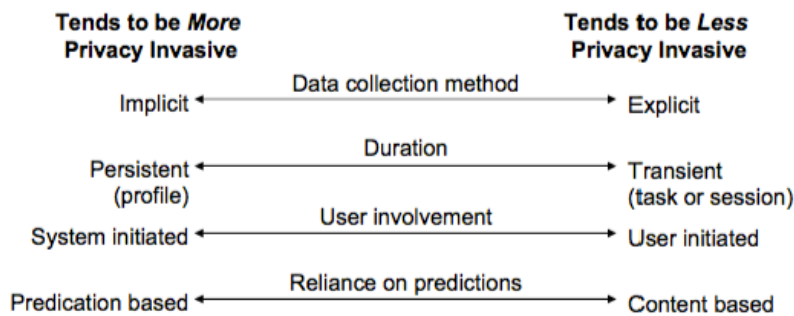 Tends to be More
Privacy Invasive
Tends to be Less
Privacy Invasive
Data collection method
Implicit
Explicit
Duration
Persistent
(profile)
Transient
(task or session)
User involvement
System initiated
User initiated
Reliance on predictions
Predication based
Content based